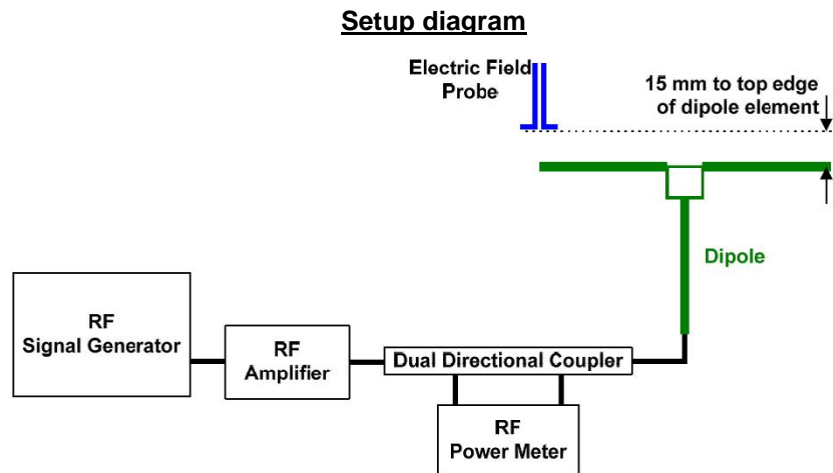 Setup diagram
Electric Field
Probe
15 mm to top edge
of dipole element
Dipole
RF
Signal Generator
RF
Amplifier
Dual Directional Coupler
RF
Power Meter